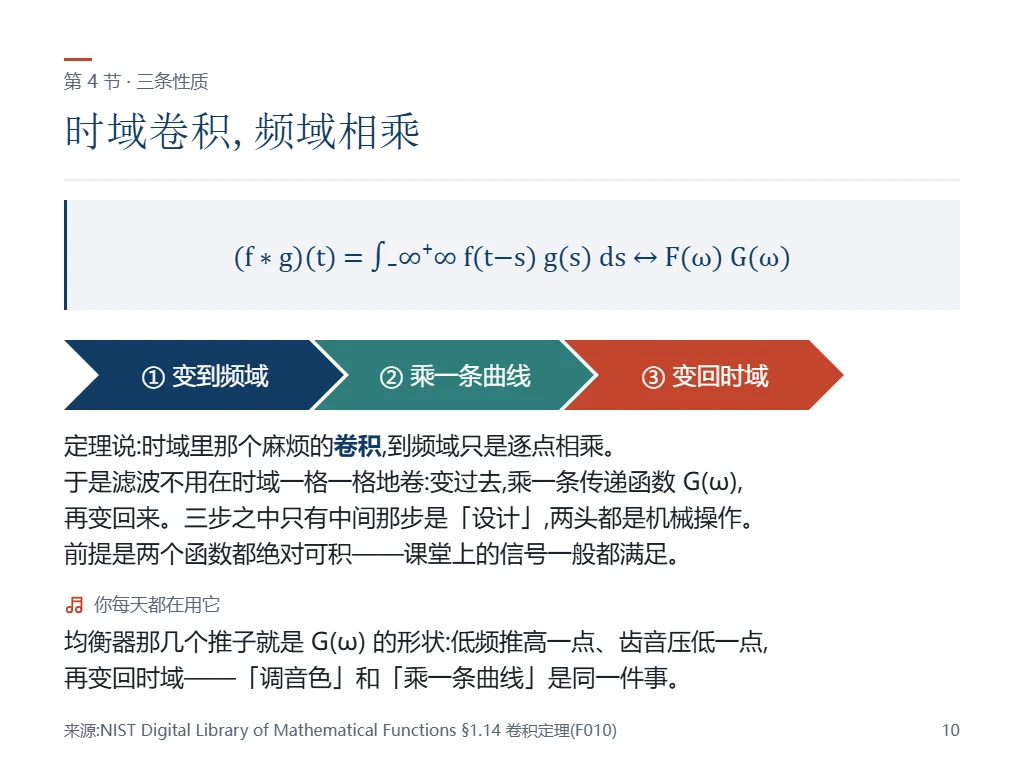 第 4 节 · 三条性质
时域卷积, 频域相乘
(f ∗ g)(t) = ∫₋∞⁺∞ f(t−s) g(s) ds ↔ F(ω) G(ω)
① 变到频域
② 乘一条曲线
③ 变回时域
定理说:时域里那个麻烦的卷积,到频域只是逐点相乘。
于是滤波不用在时域一格一格地卷:变过去,乘一条传递函数 G(ω),
再变回来。三步之中只有中间那步是「设计」,两头都是机械操作。
前提是两个函数都绝对可积——课堂上的信号一般都满足。
你每天都在用它
均衡器那几个推子就是 G(ω) 的形状:低频推高一点、齿音压低一点,
再变回时域——「调音色」和「乘一条曲线」是同一件事。
来源:NIST Digital Library of Mathematical Functions §1.14 卷积定理(F010)
10